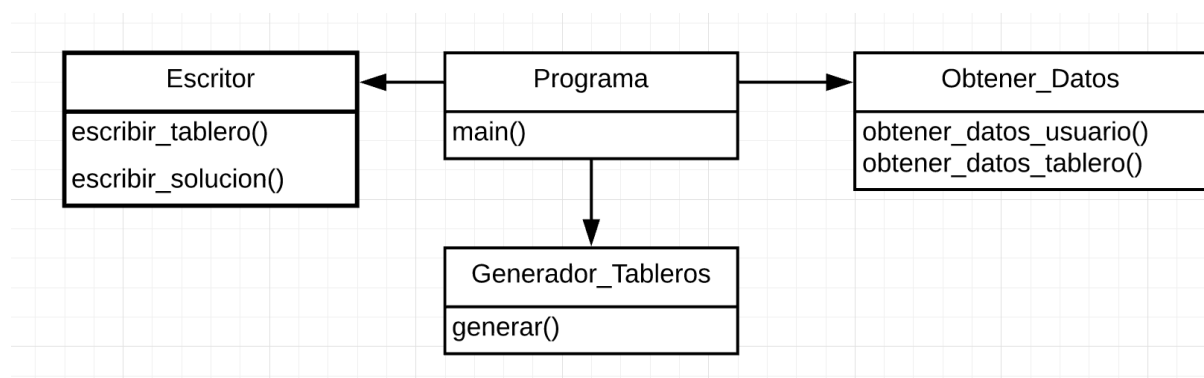 Escritor
escribir_tablero()
escribir_solucion()
Programa
main()
Obtener_Datos
obtener_datos_usuario()
obtener_datos_tablero()
Generador_Tableros
generar()